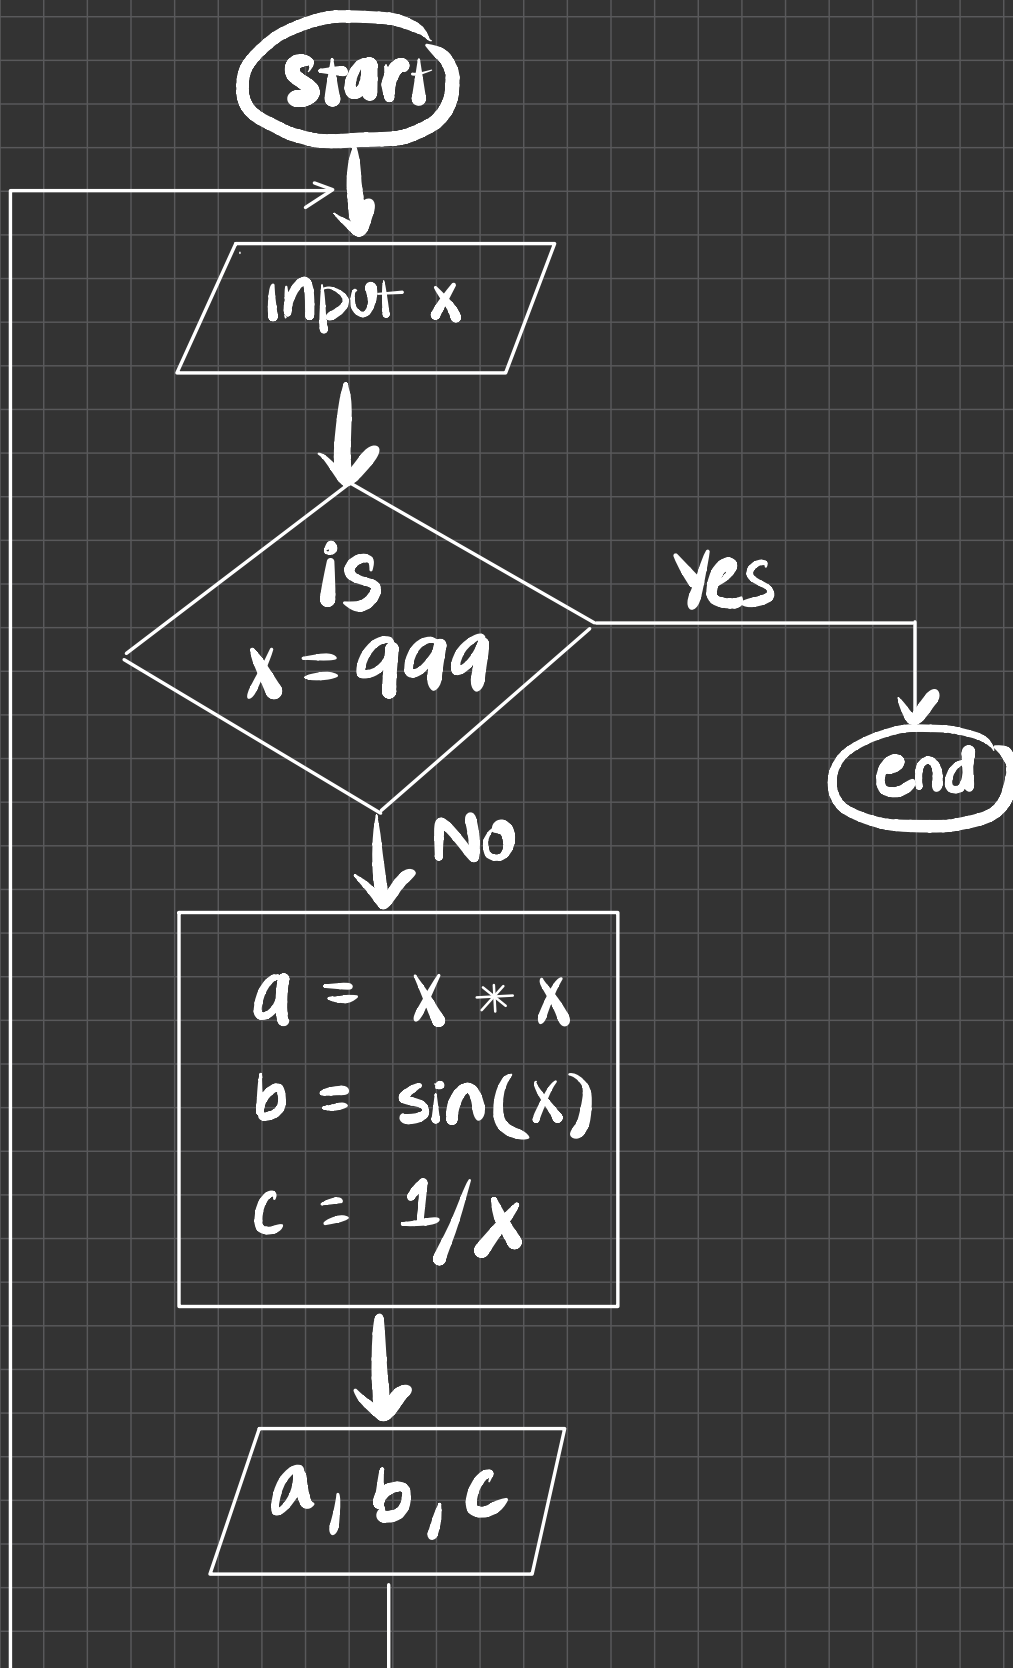 start
input x
is
x = 999
Yes
end
No
a = x * x
b = sin(x)
c = 1/x
a, b, c